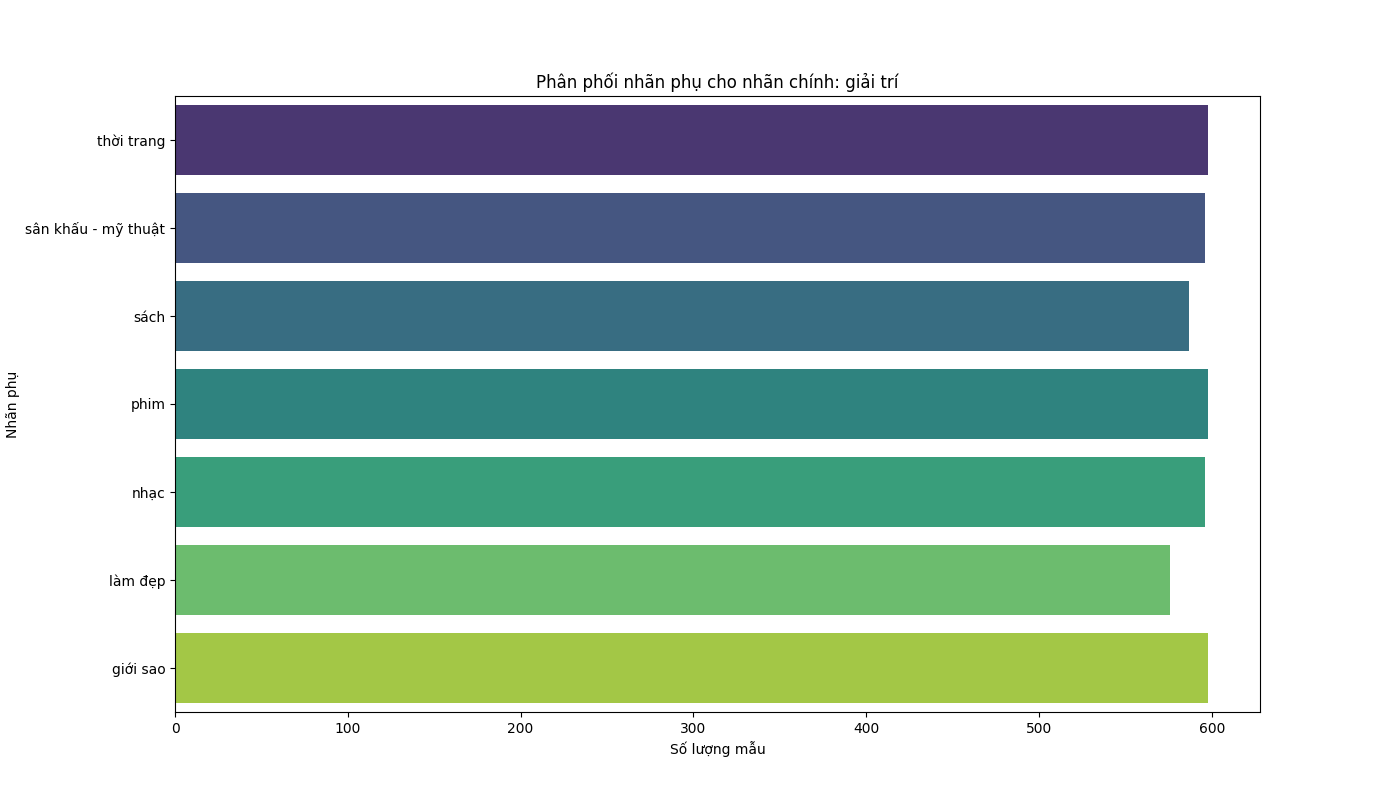 Phân phối nhãn phụ cho nhãn chính: giải trí
thời trang
sân khấu - mỹ thuật
sách
phim
nhạc
làm đẹp
giới sao
Nhãn phụ
0 100 200 300 400 500 600
Số lượng mẫu